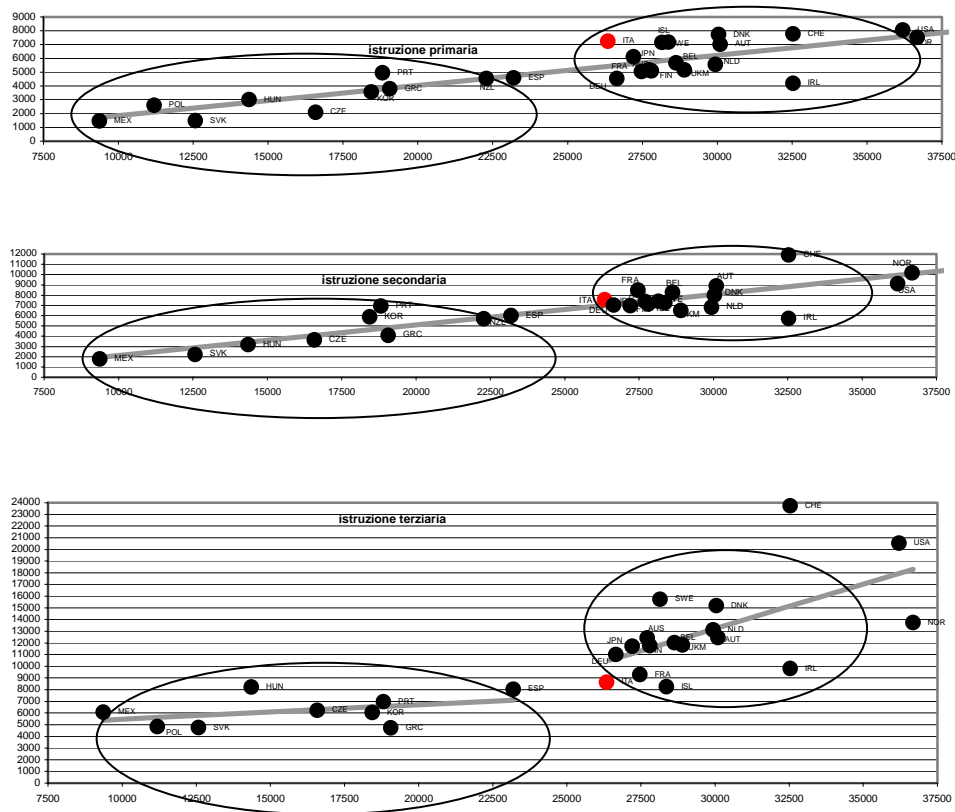 9000
8000
7000
6000
5000
4000
3000
2000
1000
0
istruzione primaria
ISL
DNK
CHE
USA
ITA
AUT
JPN
BEL
NLD
FRA
FIN
UKM
DEU
IRL
PRT
ESP
NZL
GRC
KOR
HUN
POL
CZE
MEX
SVK
7500 10000 12500 15000 17500 20000 22500 25000 27500 30000 32500 35000 37500
12000
11000
10000
9000
8000
7000
6000
5000
4000
3000
2000
1000
0
istruzione secondaria
CHE
NOR
FRA
BEL
AUT
USA
ITA
DNK
DEU
NLD
IRL
PRT
KOR
NZL
ESP
GRC
CZE
HUN
SVK
MEX
7500 10000 12500 15000 17500 20000 22500 25000 27500 30000 32500 35000 37500
24000
23000
22000
21000
20000
19000
18000
17000
16000
15000
14000
13000
12000
11000
10000
9000
8000
7000
6000
5000
4000
3000
2000
1000
0
istruzione terziaria
CHE
USA
SWE
DNK
NOR
AUS
NLD
JPN
BEL
AUT
UKM
DEU
FRA
IRL
ITA
ISL
HUN
ESP
PRT
MEX
CZE
KOR
POL
SVK
GRC
7500 10000 12500 15000 17500 20000 22500 25000 27500 30000 32500 35000 37500